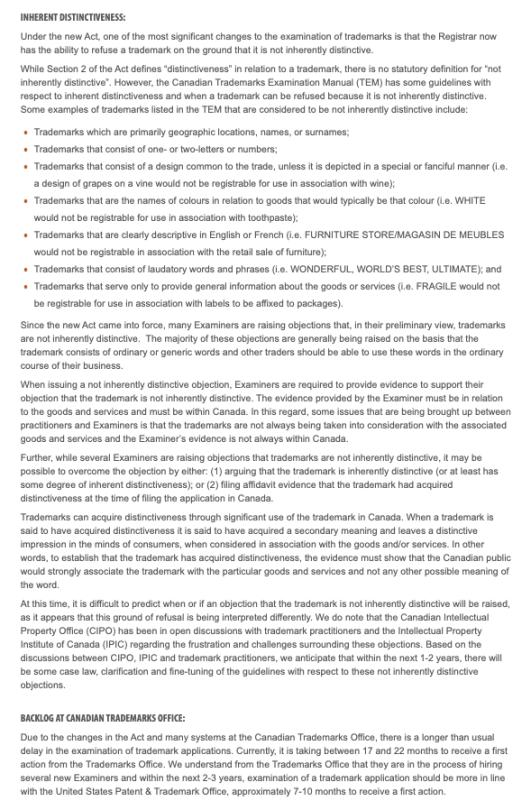 INHERENT DISTINCTIVENESS:
Under the new Act, one of the most significant changes to the examination of trademarks is that the Registrar now
has the ability to refuse a trademark on the ground that it is not inherently distinctive.
While Section 2 of the Act defines “distinctiveness” in relation to a trademark, there is no statutory definition for “not
inherently distinctive”. However, the Canadian Trademarks Examination Manual (TEM) has some guidelines with
respect to inherent distinctiveness and when a trademark can be refused because it is not inherently distinctive.
Some examples of trademarks listed in the TEM that are considered to be not inherently distinctive include:
• Trademarks which are primarily geographic locations, names, or surnames;
• Trademarks that consist of one- or two-letters or numbers;
• Trademarks that consist of a design common to the trade, unless it is depicted in a special or fanciful manner (i.e.
a design of grapes on a vine would not be registrable for use in association with wine);
• Trademarks that are the names of colours in relation to goods that would typically be that colour (i.e. WHITE
would not be registrable for use in association with toothpaste);
• Trademarks that are clearly descriptive in English or French (i.e. FURNITURE STORE/MAGASIN DE MEUBLES
would not be registrable in association with the retail sale of furniture);
• Trademarks that consist of laudatory words and phrases (i.e. WONDERFUL, WORLD'S BEST, ULTIMATE); and
• Trademarks that serve only to provide general information about the goods or services (i.e. FRAGILE would not
be registrable for use in association with labels to be affixed to packages).
Since the new Act came into force, many Examiners are raising objections that, in their preliminary view, trademarks
are not inherently distinctive. The majority of these objections are generally being raised on the basis that the
trademark consists of ordinary or generic words and other traders should be able to use these words in the ordinary
course of their business.
When issuing a not inherently distinctive objection, Examiners are required to provide evidence to support their
objection that the trademark is not inherently distinctive. The evidence provided by the Examiner must be in relation
to the goods and services and must be within Canada. In this regard, some issues that are being brought up between
practitioners and Examiners is that the trademarks are not always being taken into consideration with the associated
goods and services and the Examiner's evidence is not always within Canada.
Further, while several Examiners are raising objections that trademarks are not inherently distinctive, it may be
possible to overcome the objection by either: (1) arguing that the trademark is inherently distinctive (or at least has
some degree of inherent distinctiveness); or (2) filing affidavit evidence that the trademark had acquired
distinctiveness at the time of filing the application in Canada.
Trademarks can acquire distinctiveness through significant use of the trademark in Canada. When a trademark is
said to have acquired distinctiveness it is said to have acquired a secondary meaning and leaves a distinctive
impression in the minds of consumers, when considered in association with the goods and/or services. In other
words, to establish that the trademark has acquired distinctiveness, the evidence must show that the Canadian public
would strongly associate the trademark with the particular goods and services and not any other possible meaning of
the word.
At this time, it is difficult to predict when or if an objection that the trademark is not inherently distinctive will be raised,
as it appears that this ground of refusal is being interpreted differently. We do note that the Canadian Intellectual
Property Office (CIPO) has been in open discussions with trademark practitioners and the Intellectual Property
Institute of Canada (IPIC) regarding the frustration and challenges surrounding these objections. Based on the
discussions between CIPO, IPIC and trademark practitioners, we anticipate that within the next 1-2 years, there will
be some case law, clarification and fine-tuning of the guidelines with respect to these not inherently distinctive
objections.
BACKLOG AT CANADIAN TRADEMARKS OFFICE:
Due to the changes in the Act and many systems at the Canadian Trademarks Office, there is a longer than usual
delay in the examination of trademark applications. Currently, it is taking between 17 and 22 months to receive a first
action from the Trademarks Office. We understand from the Trademarks Office that they are in the process of hiring
several new Examiners and within the next 2-3 years, examination of a trademark application should be more in line
with the United States Patent & Trademark Office, approximately 7-10 months to receive a first action.